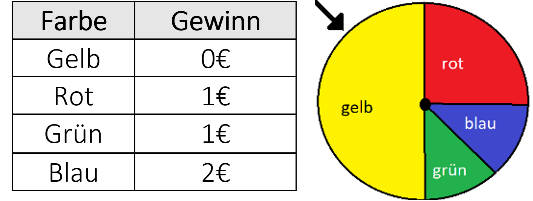 Farbe Gewinn
Gelb 0€
Rot 1€
Grün 1€
Blau 2€
rot
gelb
blau
grün